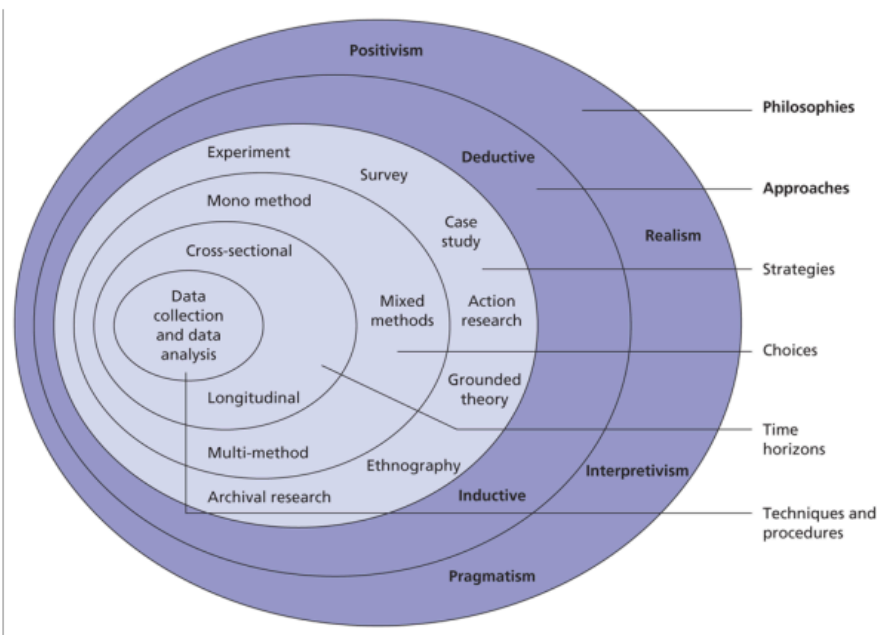 Positivism
Philosophies
Experiment
Deductive
Survey
Approaches
Mono method
Case
study
Realism
Cross-sectional
Strategies
Data
collection
and data
analysis
Mixed
methods
Action
research
Choices
Longitudinal
Grounded
theory
Time
horizons
Multi-method
Ethnography
Interpretivism
Archival research
Inductive
Techniques and
procedures
Pragmatism